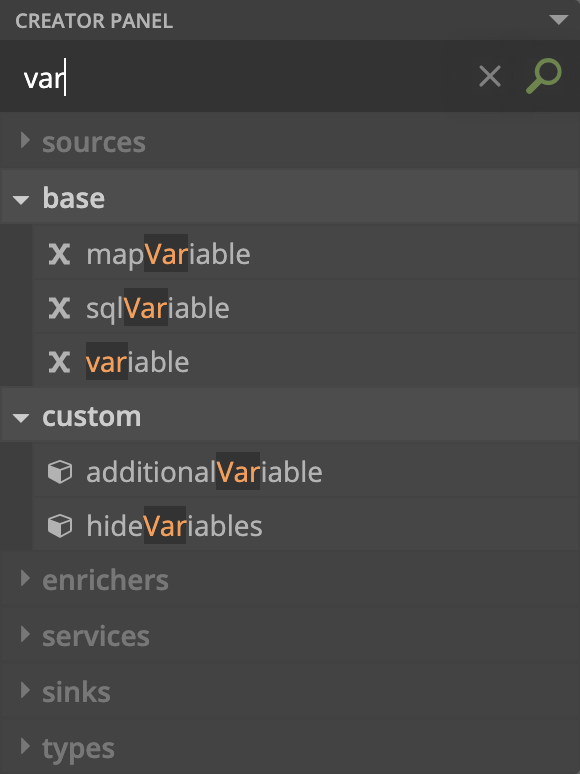 CREATOR PANEL
var
sources
base
mapVariable
sqlVariable
variable
custom
additionalVariable
hideVariables
enrichers
services
sinks
types